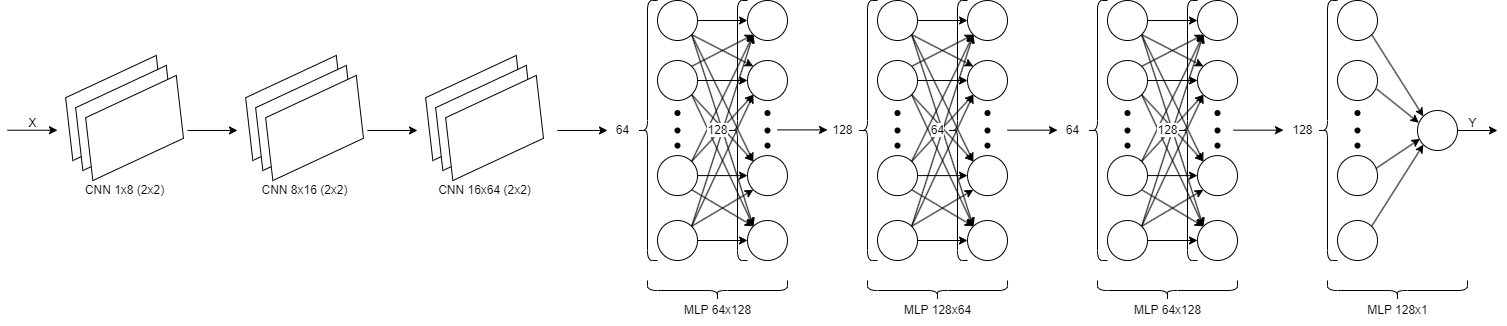 X
CNN 1x8 (2x2)
CNN 8x16 (2x2)
CNN 16x64 (2x2)
64
128
MLP 64x128
128
64
MLP 128x64
64
128
MLP 64x128
128
Y
MLP 128x1